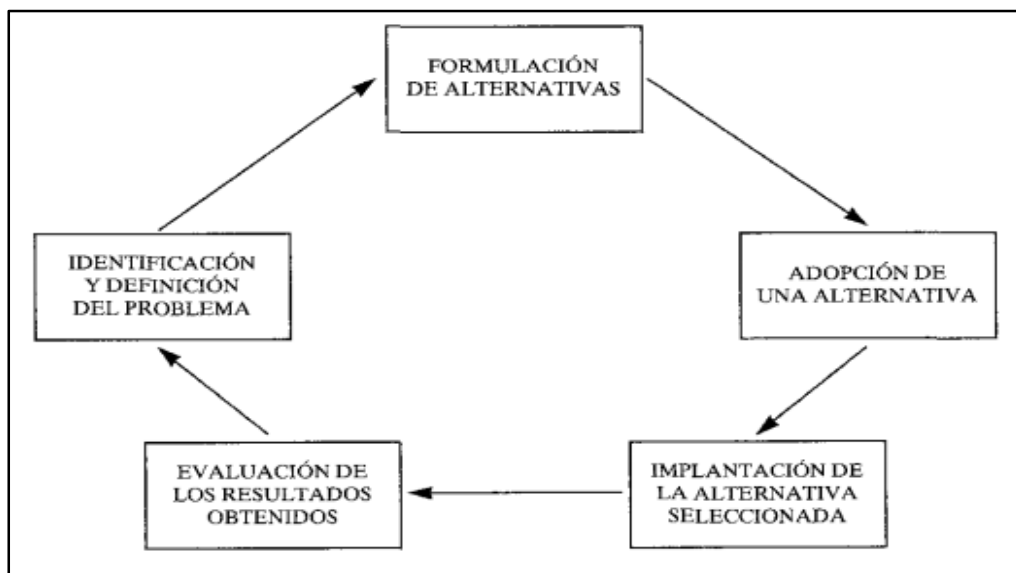 FORMULACIÓN
DE ALTERNATIVAS
IDENTIFICACIÓN
Y DEFINICIÓN
DEL PROBLEMA
ADOPCIÓN DE
UNA ALTERNATIVA
EVALUACIÓN DE
LOS RESULTADOS
OBTENIDOS
IMPLANTACIÓN DE
LA ALTERNATIVA
SELECCIONADA